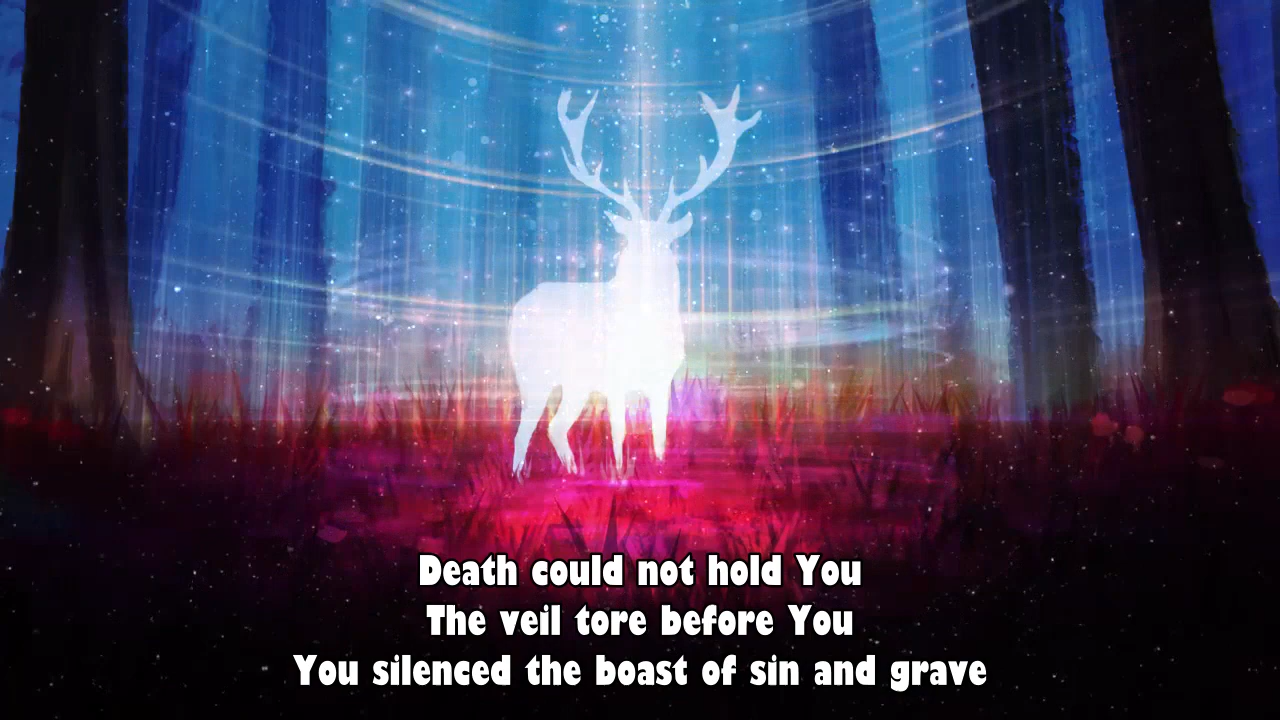 Death could not hold You
The veil tore before You
You silenced the boast of sin and grave